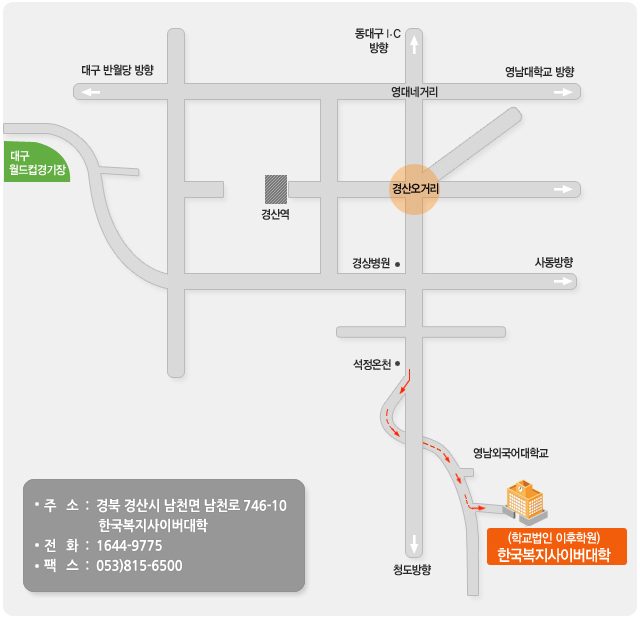 동대구 I·C
방향
대구 반월당 방향
영남대학교 방향
영대네거리
대구
월드컵경기장
경산오거리
경산역
경상병원
사동방향
석정온천
영남외국어대학교
(학교법인 이후학원)
한국복지사이버대학
• 주 소 : 경북 경산시 남천면 남천로 746-10
한국복지사이버대학
• 전 화 : 1644-9775
• 팩 스 : 053)815-6500
청도방향